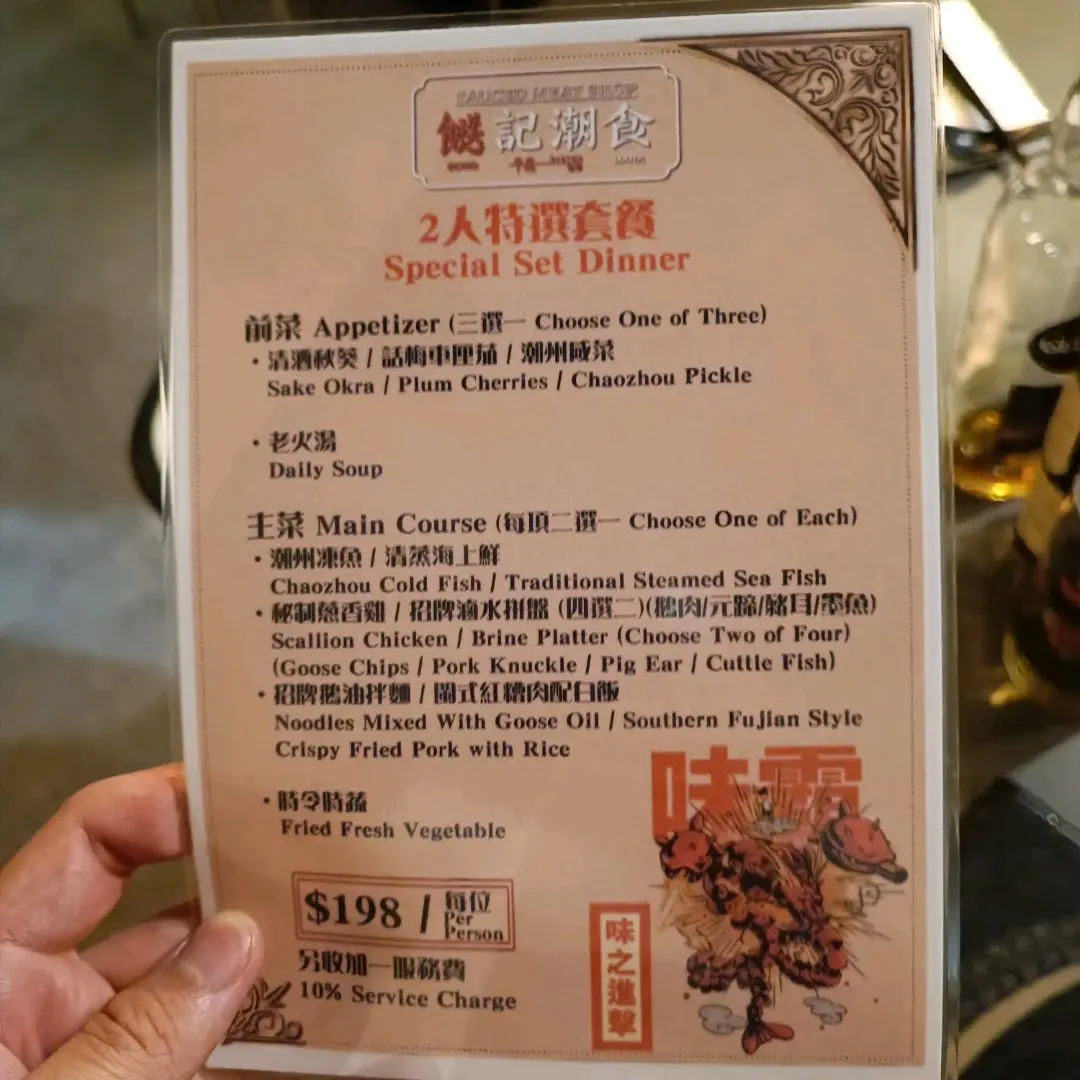 SAUCED MEAT SHOP
記潮食
2人特選套餐
Special Set Dinner
前菜 Appetizer (三選一 Choose One of Three)
・清酒秋葵 / 話梅車厘茄 / 潮州咸菜
Sake Okra / Plum Cherries / Chaozhou Pickle
・老火湯
Daily Soup
主菜 Main Course (每項二選一 Choose One of Each)
・潮州凍魚 / 清蒸海上鮮
Chaozhou Cold Fish / Traditional Steamed Sea Fish
・秘制蔥香雞 / 招牌滷水拼盤 (四選二)(鵝肉/元蹄/豬耳/墨魚)
Scallion Chicken / Brine Platter (Choose Two of Four)
(Goose Chips / Pork Knuckle / Pig Ear / Cuttle Fish)
・招牌鵝油拌麵 / 閩式紅糟肉配白飯
Noodles Mixed With Goose Oil / Southern Fujian Style
Crispy Fried Pork with Rice
・時令時蔬
Fried Fresh Vegetable
$198 / 每位
Per
Person
另收加一服務費
10% Service Charge
味
味之進擊